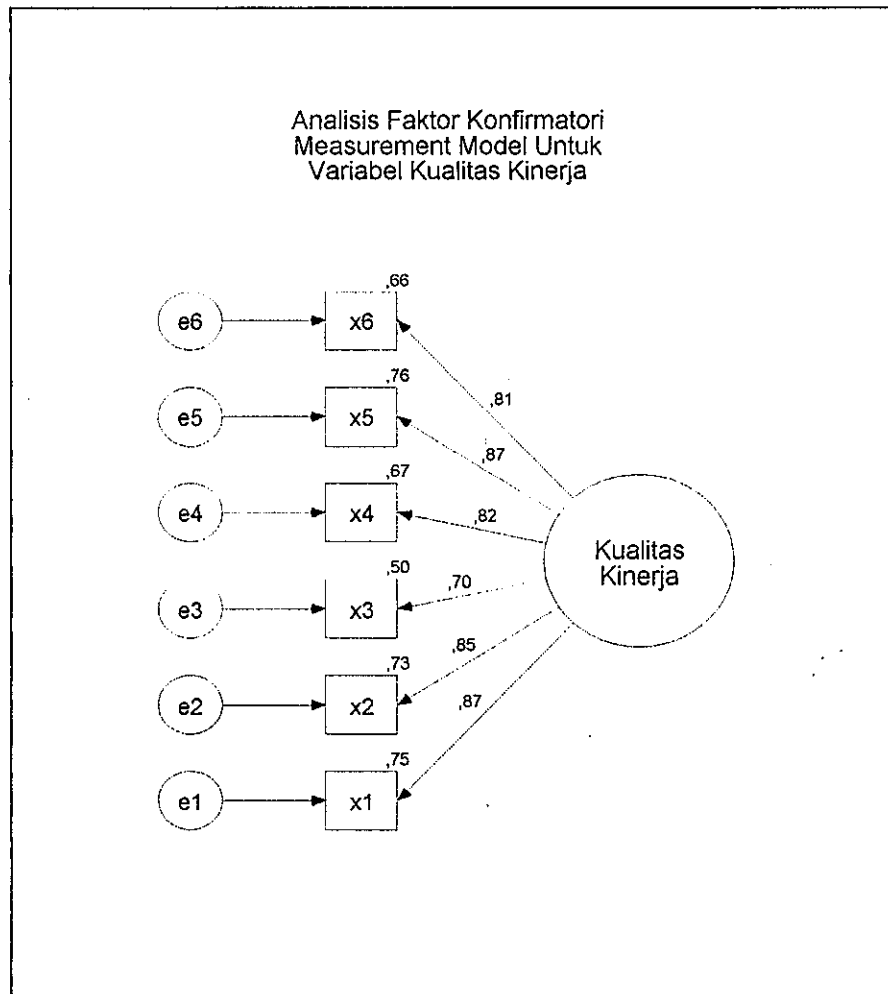 Analisis Faktor Konfirmatori
Measurement Model Untuk
Variabel Kualitas Kinerja
,66
e6 x6
,81
,76
e5 x5
,87
,67
e4 x4
,82
Kualitas
Kinerja
,50
e3 x3
,70
,73
e2 x2
,85
,87
,75
e1 x1